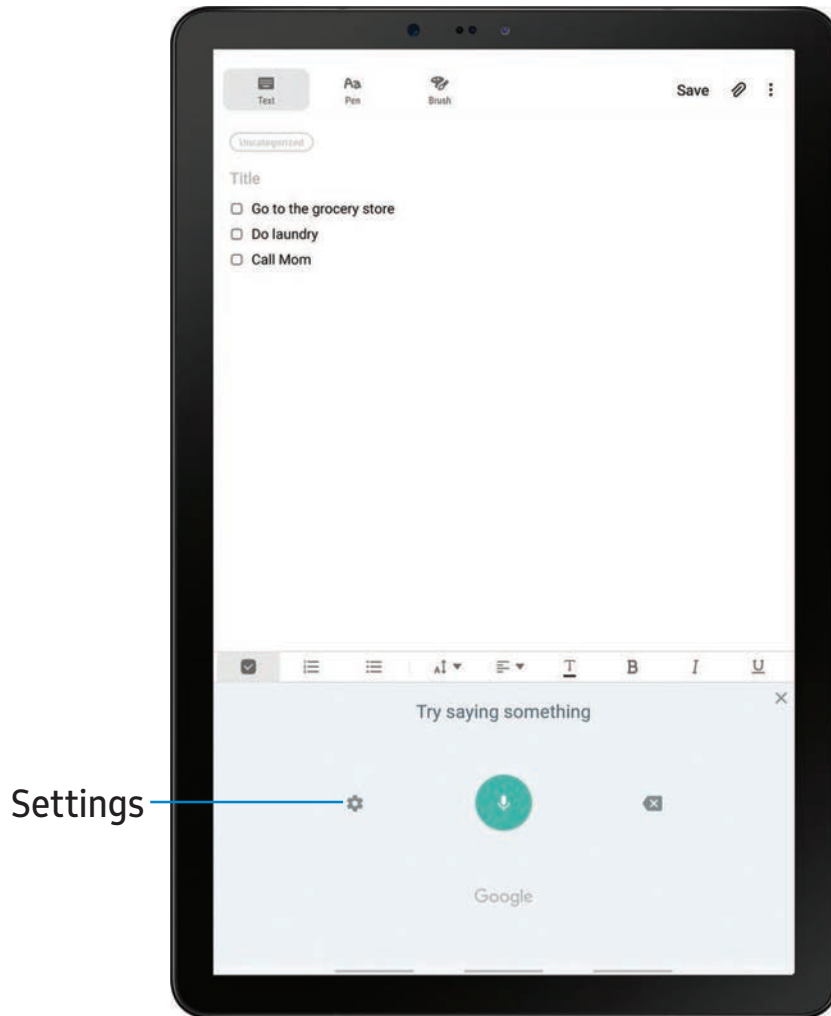 Text
Aa
Pen
Brush
Save
Uncategorized
Title
Go to the grocery store
Do laundry
Call Mom
A T B I U
Try saying something
Settings
Google